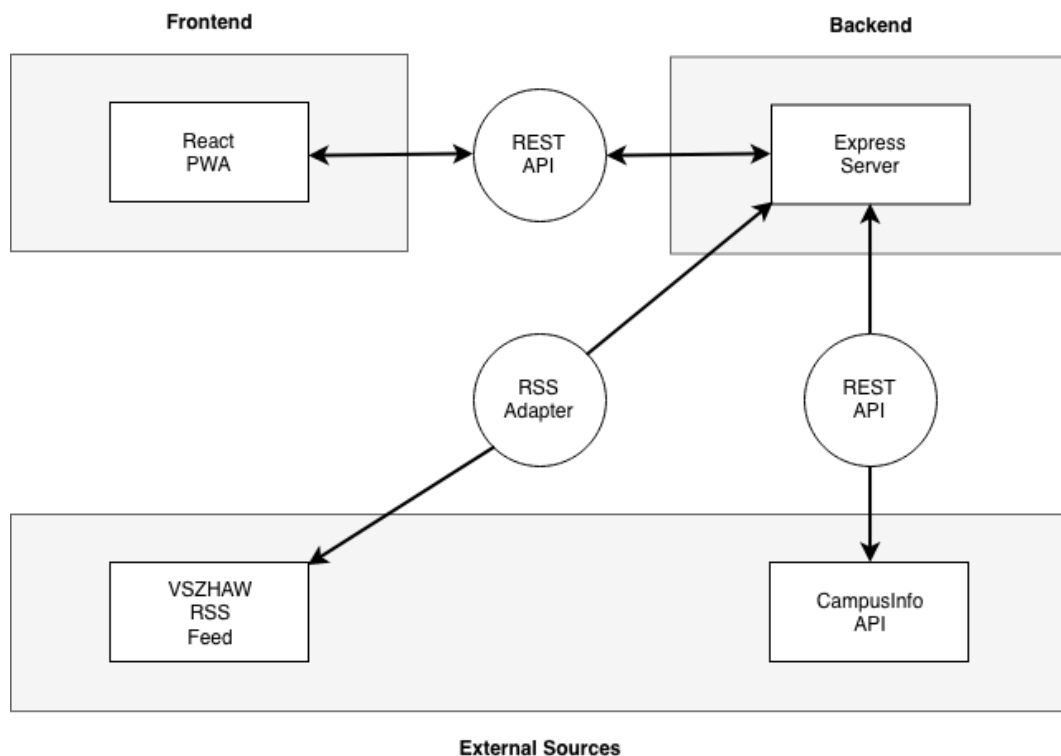 Frontend
Backend
React
PWA
REST
API
Express
Server
RSS
Adapter
REST
API
VSZHAW
RSS
Feed
CampusInfo
API
External Sources